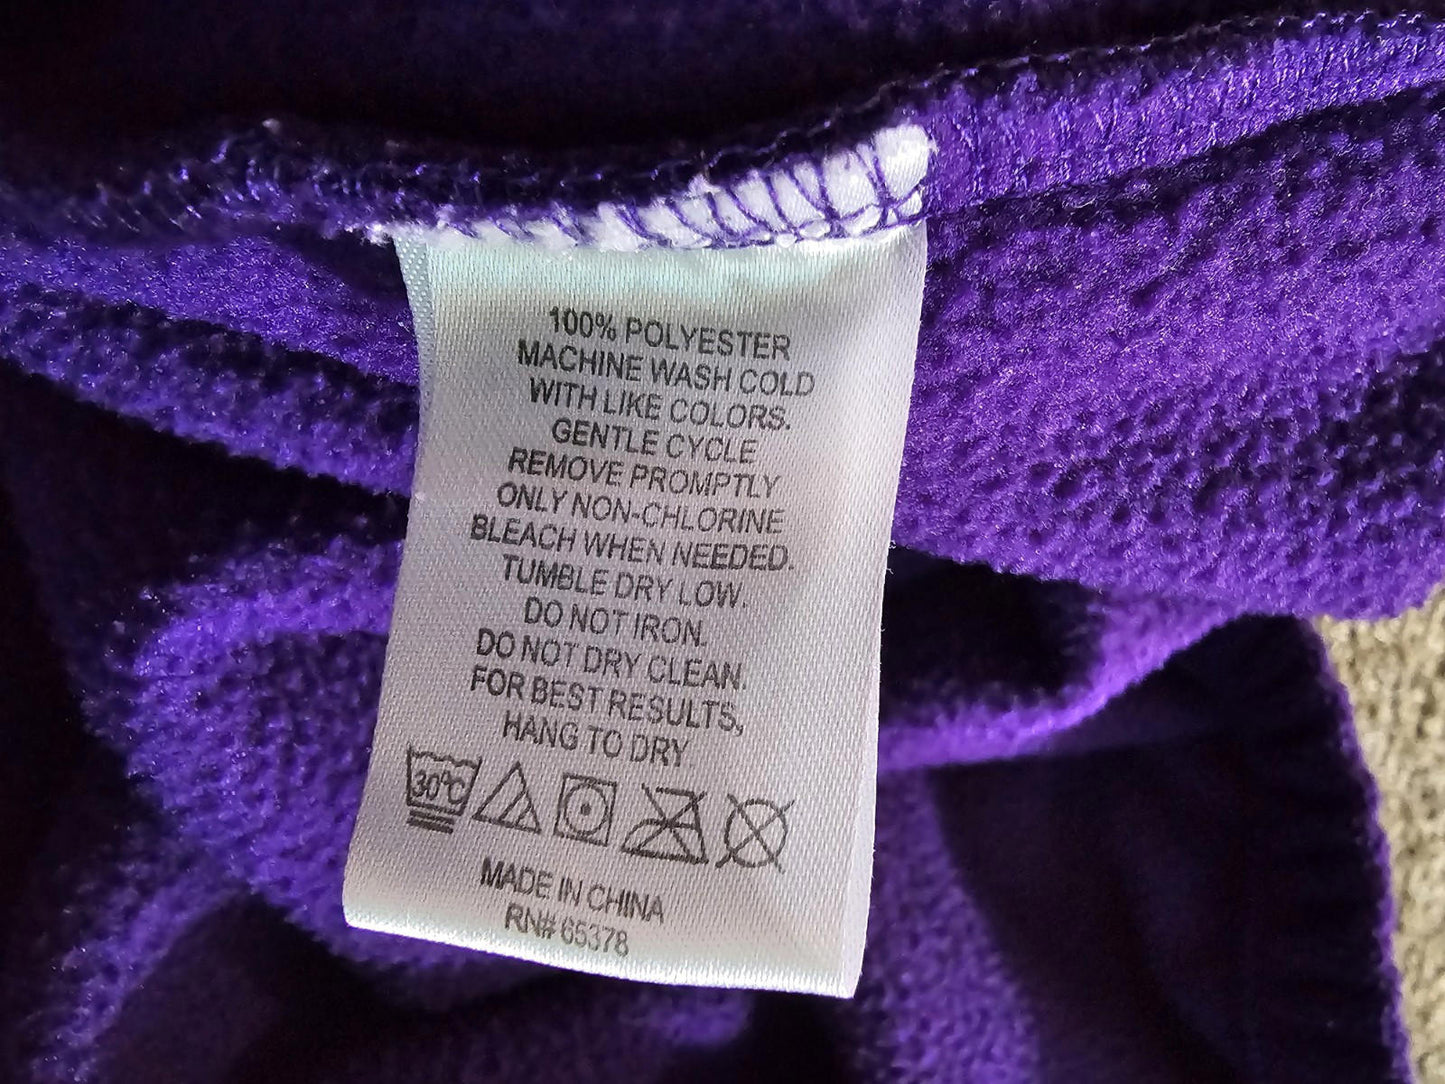 100% POLYESTER
MACHINE WASH COLD
WITH LIKE COLORS.
GENTLE CYCLE
REMOVE PROMPTLY
ONLY NON-CHLORINE
BLEACH WHEN NEEDED.
TUMBLE DRY LOW.
DO NOT IRON.
DO NOT DRY CLEAN.
FOR BEST RESULTS,
HANG TO DRY.
30°C
MADE IN CHINA
RN# 65378